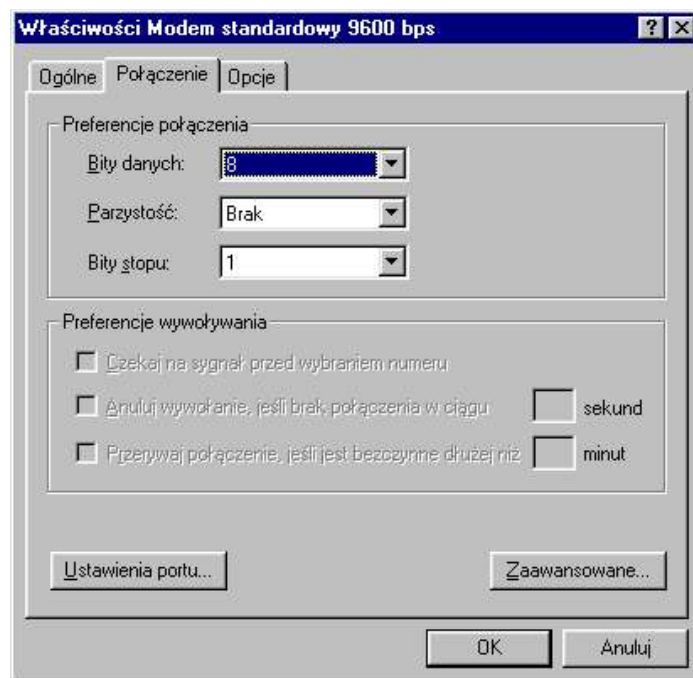 Właściwości Modem standardowy 9600 bps
Ogólne Połączenie Opcje
Preferencje połączenia
Bity danych: 8
Parzystość: Brak
Bity stopu: 1
Preferencje wywoływania
Czekaj na sygnał przed wybraniem numeru
Anuluj wywołanie, jeśli brak połączenia w ciągu sekund
Przerywaj połączenie, jeśli jest bezczynne dłużej niż minut
Ustawienia portu... Zaawansowane...
OK Anuluj